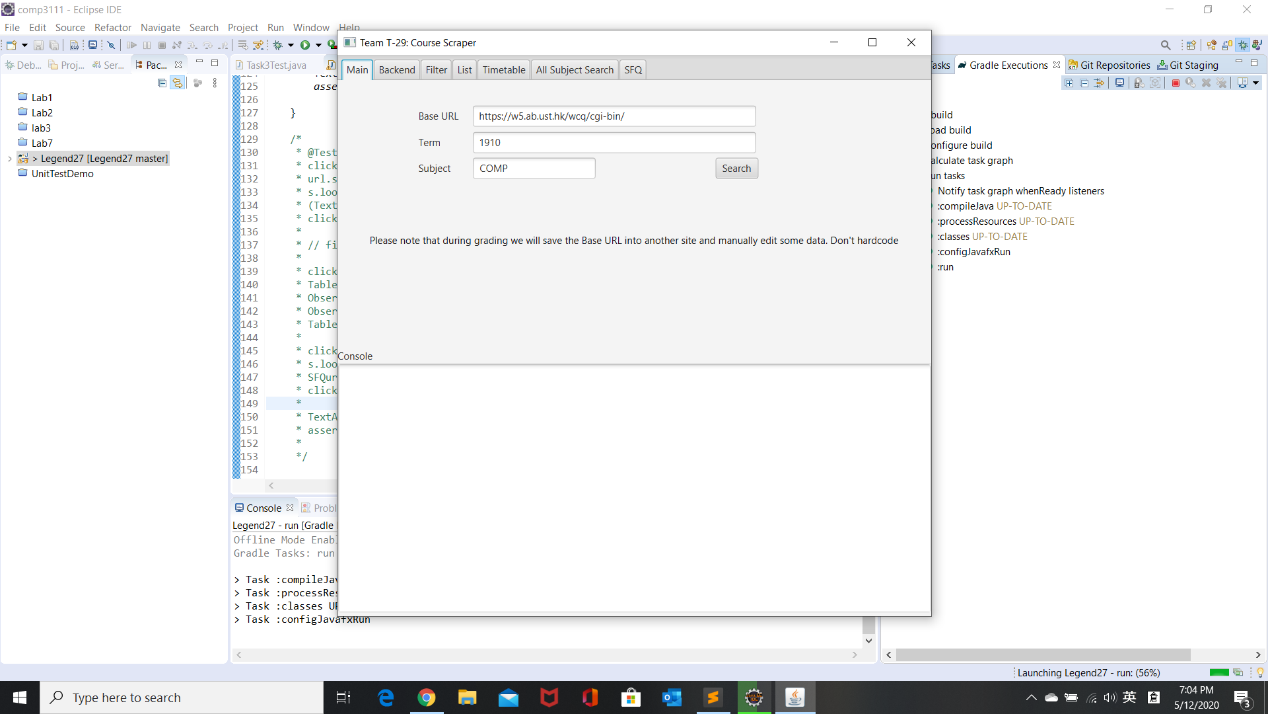 comp3111 - Eclipse IDE
File Edit Source Refactor Navigate Search Project Run Window Help
Deb... Proj... Ser... Pac...
Lab1
Lab2
lab3
Lab7
> Legend27 [Legend27 master]
UnitTestDemo
Task3Test.java
125 asse
126
127 }
128
129 /*
130 * @Test
131 * click
132 * url.s
133 * s.loo
134 * (Text
135 * click
136 *
137 * // fi
138 *
139 * click
140 * Table
141 * Obser
142 * Obser
143 * Table
144 *
145 * click
146 * s.loo
147 * SFQur
148 * click
149 *
150 * TextA
151 * asser
152 *
153 */
154
Console Probl
Legend27 - run [Gradle
Offline Mode Enab
Gradle Tasks: run
> Task :compileJav
> Task :processRes
> Task :classes UP
> Task :configJavafxRun
Team T-29: Course Scraper
Main Backend Filter List Timetable All Subject Search SFQ
Base URL https://w5.ab.ust.hk/wcq/cgi-bin/
Term 1910
Subject COMP Search
Please note that during grading we will save the Base URL into another site and manually edit some data. Don't hardcode
Console
asks Gradle Executions Git Repositories Git Staging
build
oad build
onfigure build
alculate task graph
un tasks
Notify task graph whenReady listeners
:compileJava UP-TO-DATE
:processResources UP-TO-DATE
:classes UP-TO-DATE
:configJavafxRun
:run
Launching Legend27 - run: (56%)
Type here to search
英
7:04 PM
5/12/2020
3